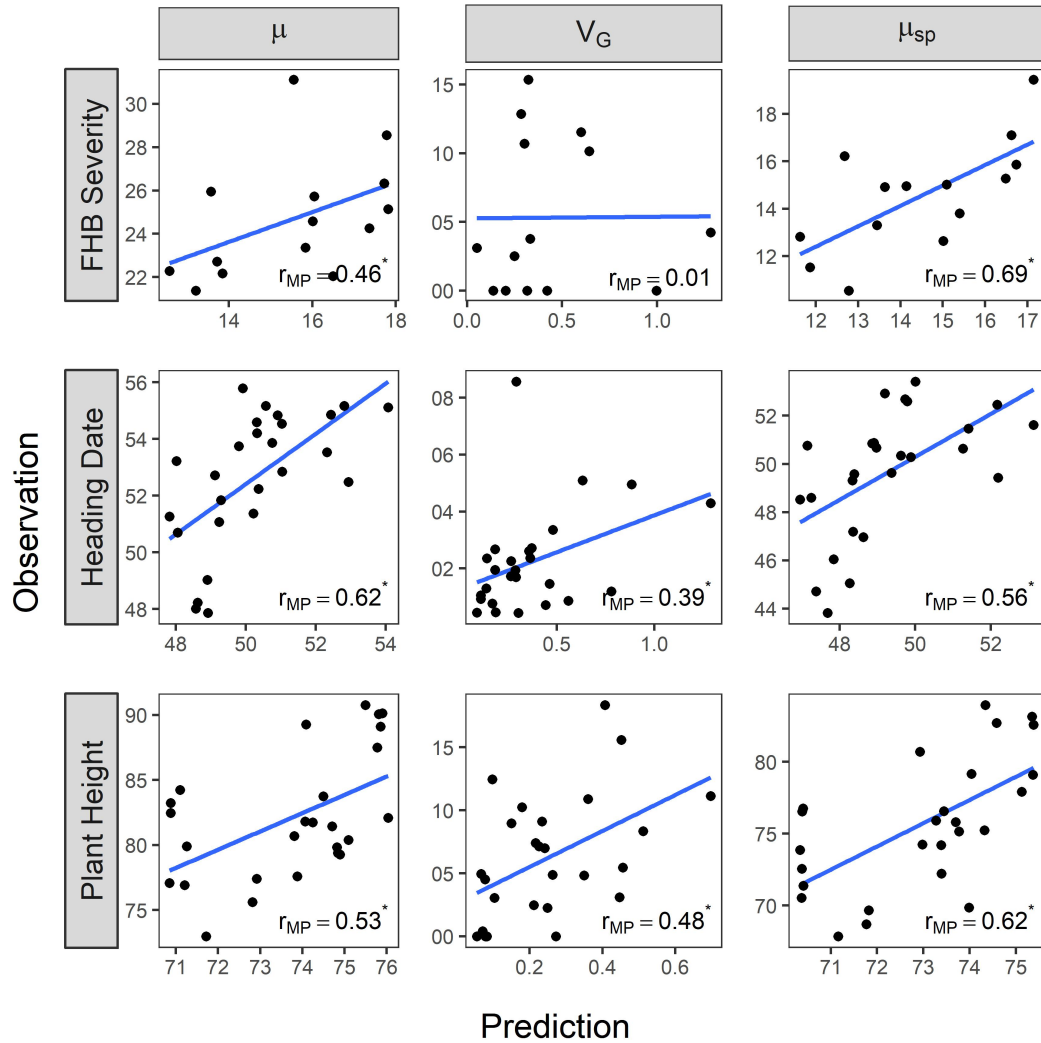 μ
V_G
μ_sp
FHB Severity
30
28
26
24
22
r_MP = 0.46*
14 16 18
15
10
05
00
r_MP = 0.01
0.0 0.5 1.0
18
16
14
12
r_MP = 0.69*
12 13 14 15 16 17
Observation
Heading Date
56
54
52
50
48
r_MP = 0.62*
48 50 52 54
08
04
02
r_MP = 0.39*
0.5 1.0
52
50
48
46
44
r_MP = 0.56*
48 50 52
Plant Height
90
85
80
75
r_MP = 0.53*
71 72 73 74 75 76
15
10
05
00
r_MP = 0.48*
0.2 0.4 0.6
80
75
70
r_MP = 0.62*
71 72 73 74 75
Prediction